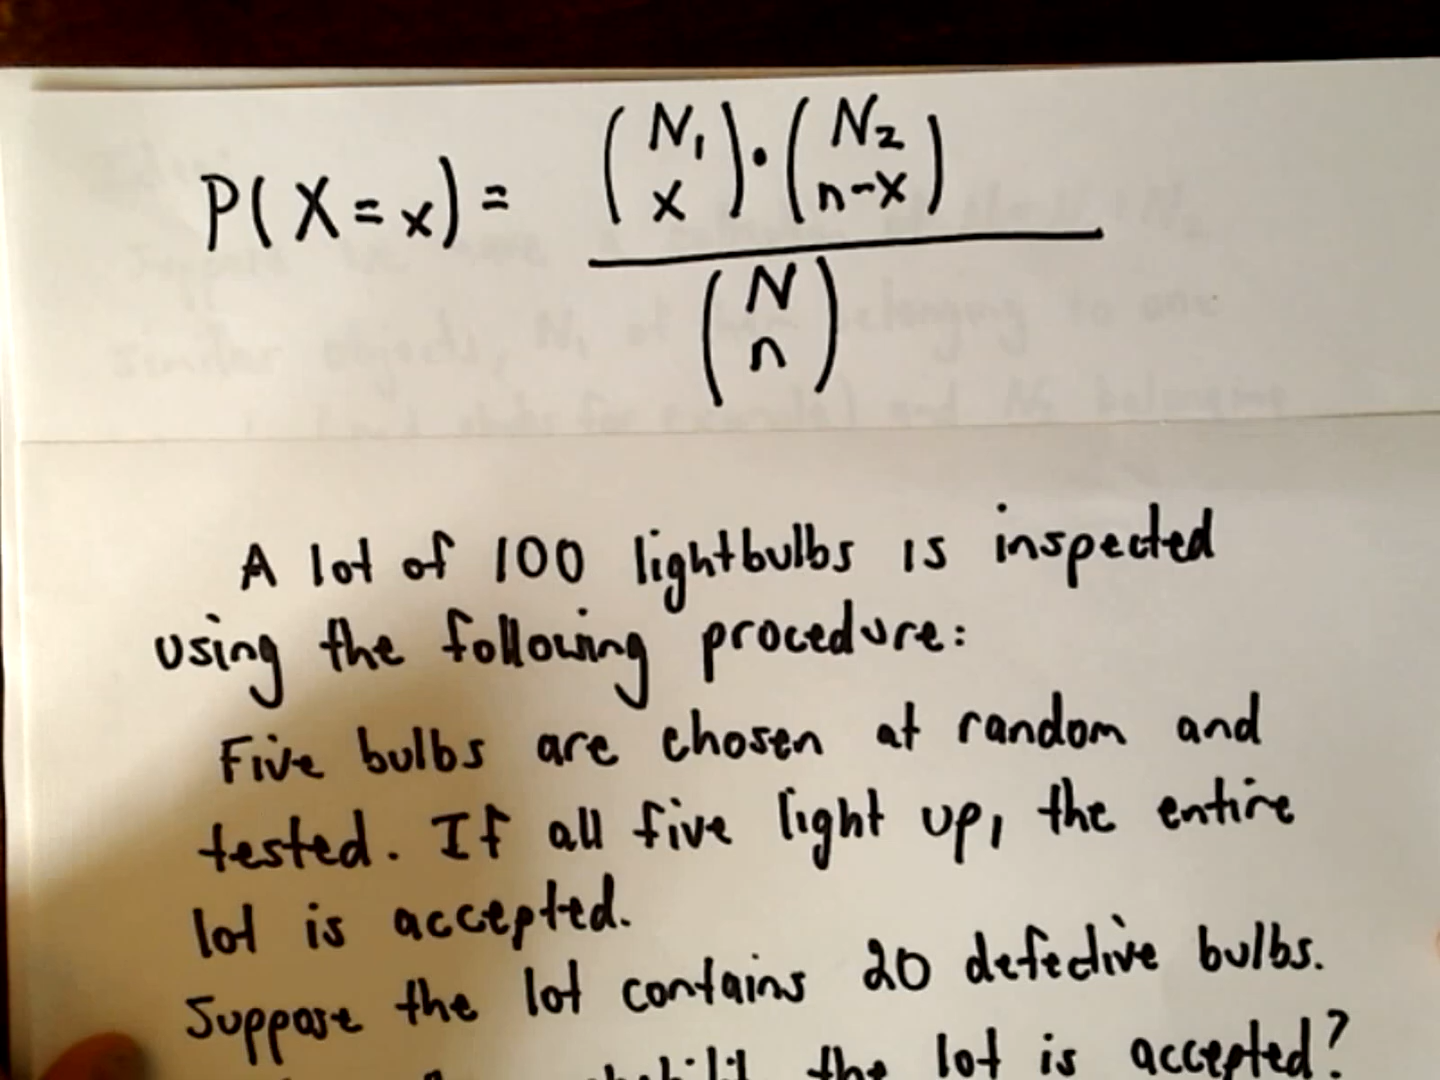 P(X=x) = (N₁ x)·(N₂ n-x) / (N n)
A lot of 100 lightbulbs is inspected
using the following procedure:
Five bulbs are chosen at random and
tested. If all five light up, the entire
lot is accepted.
Suppose the lot contains 20 defective bulbs.
the lot is accepted?